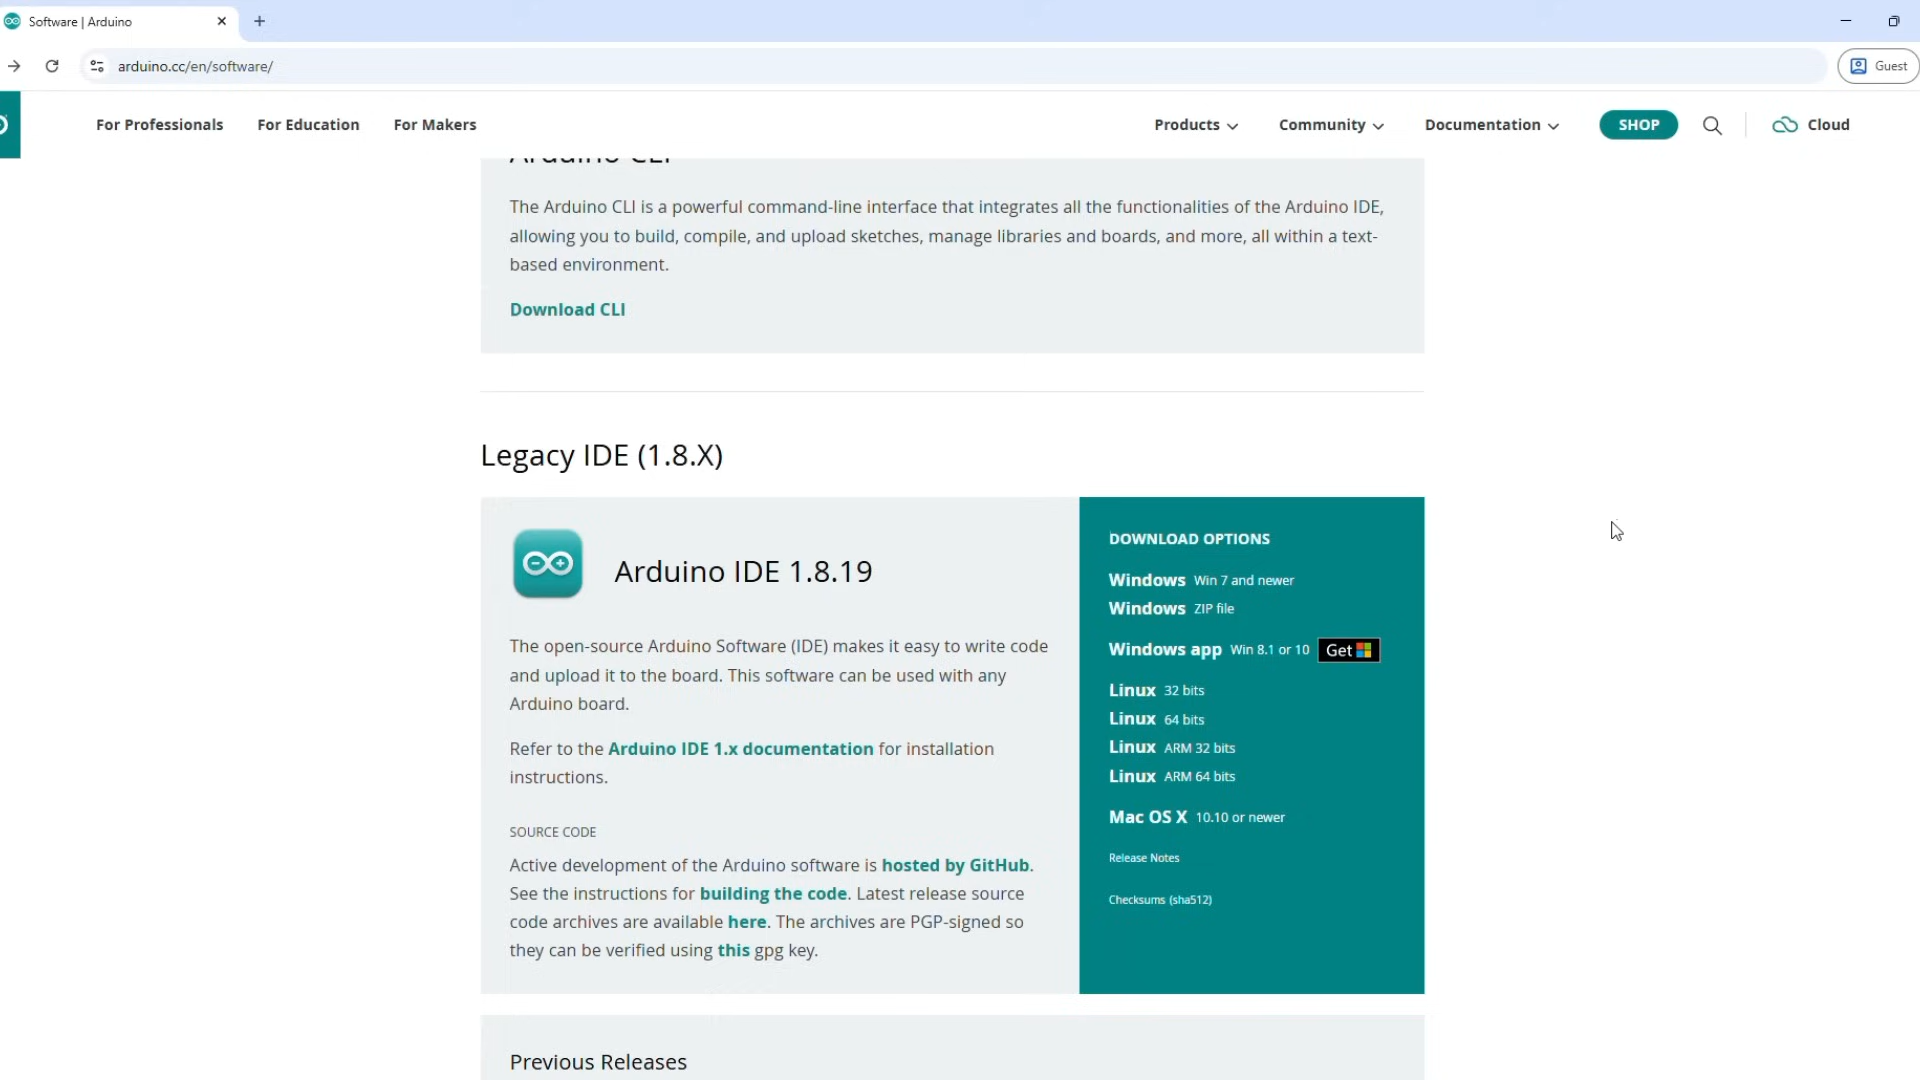 Software | Arduino
arduino.cc/en/software/
Guest
For Professionals For Education For Makers Products Community Documentation SHOP Cloud
Arduino CLI
The Arduino CLI is a powerful command-line interface that integrates all the functionalities of the Arduino IDE,
allowing you to build, compile, and upload sketches, manage libraries and boards, and more, all within a text-
based environment.
Download CLI
Legacy IDE (1.8.X)
Arduino IDE 1.8.19
The open-source Arduino Software (IDE) makes it easy to write code
and upload it to the board. This software can be used with any
Arduino board.
Refer to the Arduino IDE 1.x documentation for installation
instructions.
SOURCE CODE
Active development of the Arduino software is hosted by GitHub.
See the instructions for building the code. Latest release source
code archives are available here. The archives are PGP-signed so
they can be verified using this gpg key.
DOWNLOAD OPTIONS
Windows Win 7 and newer
Windows ZIP file
Windows app Win 8.1 or 10 Get
Linux 32 bits
Linux 64 bits
Linux ARM 32 bits
Linux ARM 64 bits
Mac OS X 10.10 or newer
Release Notes
Checksums (sha512)
Previous Releases